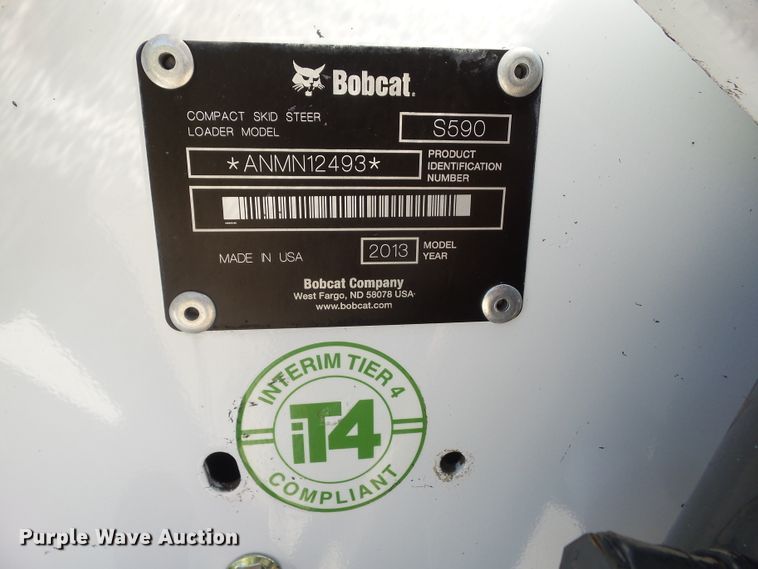 Bobcat.
COMPACT SKID STEER
LOADER MODEL
S590
*ANMN12493*
PRODUCT
IDENTIFICATION
NUMBER
MADE IN USA
2013
MODEL
YEAR
Bobcat Company
West Fargo, ND 58078 USA
www.bobcat.com
INTERIM TIER 4
iT4
COMPLIANT
Purple Wave Auction